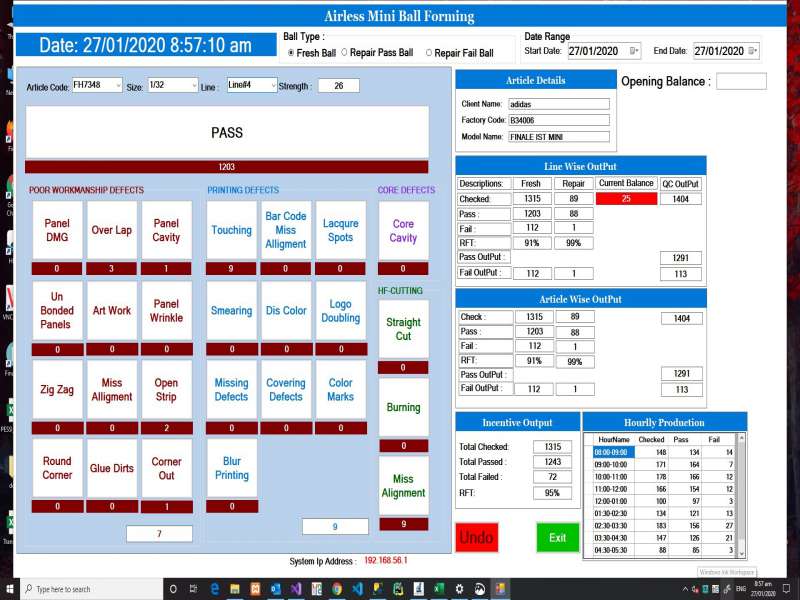 Airless Mini Ball Forming
Date: 27/01/2020 8:57:10 am
Ball Type :
Fresh Ball Repair Pass Ball Repair Fail Ball
Date Range
Start Date: 27/01/2020 End Date: 27/01/2020
Article Code: FH7348 Size: 1/32 Line : Line#4 Strength : 26
PASS
1203
POOR WORKMANSHIP DEFECTS
Panel DMG
0
Over Lap
3
Panel Cavity
1
Un Bonded Panels
0
Art Work
0
Panel Wrinkle
0
Zig Zag
0
Miss Alligment
0
Open Strip
2
Round Corner
0
Glue Dirts
0
Corner Out
1
7
PRINTING DEFECTS
Touching
9
Bar Code Miss Alligment
0
Lacqure Spots
0
Smearing
0
Dis Color
0
Logo Doubling
0
Missing Defects
0
Covering Defects
0
Color Marks
0
Blur Printing
0
9
CORE DEFECTS
Core Cavity
0
HF-CUTTING
Straight Cut
0
Burning
0
Miss Alignment
9
Article Details
Client Name: adidas
Factory Code: B34006
Model Name: FINALE IST MINI
Opening Balance :
Line Wise OutPut
Descriptions: Fresh Repair Current Balance QC OutPut
Checked: 1315 89 25 1404
Pass : 1203 88
Fail : 112 1
RFT: 91% 99%
Pass OutPut : 1291
Fail OutPut : 112 1 113
Article Wise OutPut
Check : 1315 89 1404
Pass : 1203 88
Fail : 112 1
RFT: 91% 99%
Pass OutPut : 1291
Fail OutPut : 112 1 113
Incentive Output
Total Checked: 1315
Total Passed : 1243
Total Failed : 72
RFT: 95%
Undo
Exit
Hourlly Production
HourName Checked Pass Fail
08:00-09:00 148 134 14
09:00-10:00 171 164 7
10:00-11:00 178 166 12
11:00-12:00 166 154 12
12:00-01:00 100 97 3
01:30-02:30 134 121 13
02:30-03:30 183 156 27
03:30-04:30 147 126 21
04:30-05:30 88 85 3
System Ip Address : 192.168.56.1
Windows Ink Workspace
Type here to search
ENG
8:57 am
27/01/2020